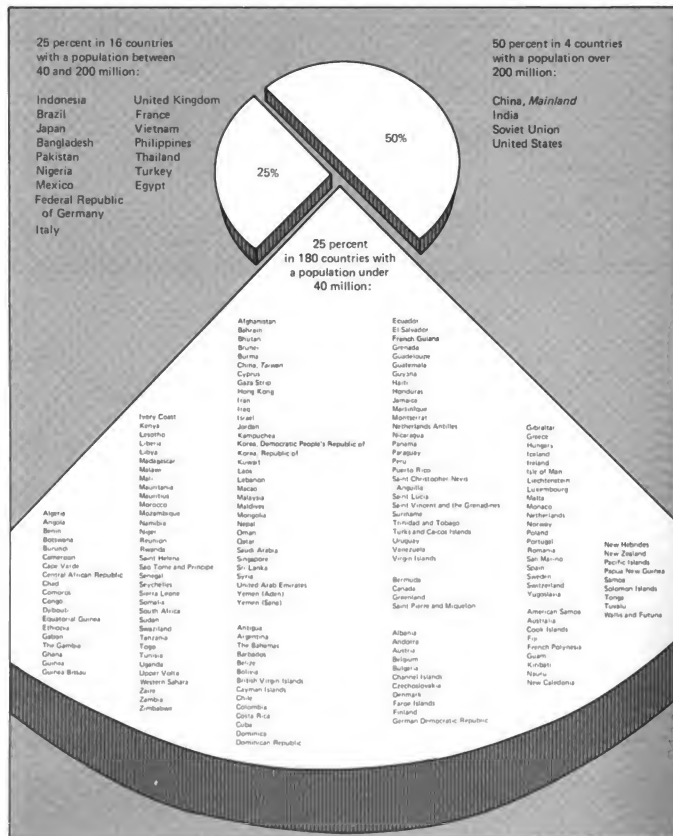 25 percent in 16 countries
with a population between
40 and 200 million:
Indonesia
Brazil
Japan
Bangladesh
Pakistan
Nigeria
Mexico
Federal Republic
of Germany
Italy
United Kingdom
France
Vietnam
Philippines
Thailand
Turkey
Egypt
25%
50%
50 percent in 4 countries
with a population over
200 million:
China, Mainland
India
Soviet Union
United States
25 percent
in 180 countries with
a population under
40 million:
Algeria
Angola
Benin
Botswana
Burundi
Cameroon
Cape Verde
Central African Republic
Chad
Comoros
Congo
Djibouti
Equatorial Guinea
Ethiopia
Gabon
The Gambia
Ghana
Guinea
Guinea Bissau
Ivory Coast
Kenya
Lesotho
Liberia
Libya
Madagascar
Malawi
Mali
Mauritania
Mauritius
Morocco
Mozambique
Namibia
Niger
Reunion
Rwanda
Saint Helena
Sao Tome and Principe
Senegal
Seychelles
Sierra Leone
Somalia
South Africa
Sudan
Swaziland
Tanzania
Togo
Tunisia
Uganda
Upper Volta
Western Sahara
Zaire
Zambia
Zimbabwe
Afghanistan
Bahrain
Bhutan
Brunei
Burma
China, Taiwan
Cyprus
Gaza Strip
Hong Kong
Iran
Iraq
Israel
Jordan
Kampuchea
Korea, Democratic People's Republic of
Korea, Republic of
Kuwait
Laos
Lebanon
Macao
Malaysia
Maldives
Mongolia
Nepal
Oman
Qatar
Saudi Arabia
Singapore
Sri Lanka
Syria
United Arab Emirates
Yemen (Aden)
Yemen (Sana)
Antigua
Argentina
The Bahamas
Barbados
Belize
Bolivia
British Virgin Islands
Cayman Islands
Chile
Colombia
Costa Rica
Cuba
Dominica
Dominican Republic
Ecuador
El Salvador
French Guiana
Grenada
Guadeloupe
Guatemala
Guyana
Haiti
Honduras
Jamaica
Martinique
Montserrat
Netherlands Antilles
Nicaragua
Panama
Paraguay
Peru
Puerto Rico
Saint Christopher Nevis
Anguilla
Saint Lucia
Saint Vincent and the Grenadines
Suriname
Trinidad and Tobago
Turks and Caicos Islands
Uruguay
Venezuela
Virgin Islands
Bermuda
Canada
Greenland
Saint Pierre and Miquelon
Albania
Andorra
Austria
Belgium
Bulgaria
Channel Islands
Czechoslovakia
Denmark
Faroe Islands
Finland
German Democratic Republic
Gibraltar
Greece
Hungary
Iceland
Ireland
Isle of Man
Liechtenstein
Luxembourg
Malta
Monaco
Netherlands
Norway
Poland
Portugal
Romania
San Marino
Spain
Sweden
Switzerland
Yugoslavia
American Samoa
Australia
Cook Islands
Fiji
French Polynesia
Guam
Kiribati
Nauru
New Caledonia
New Hebrides
New Zealand
Pacific Islands
Papua New Guinea
Samoa
Solomon Islands
Tonga
Tuvalu
Wallis and Futuna